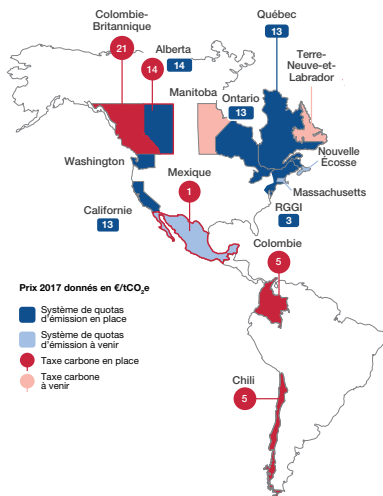 Colombie-
Britannique
21
Alberta
14
14
Québec
13
Terre-
Neuve-et-
Labrador
Manitoba
Ontario
13
Nouvelle
Écosse
Washington
Massachusetts
Mexique
1
RGGI
3
Californie
13
Colombie
5
Prix 2017 donnés en €/tCO₂e
Système de quotas
d'émission en place
Système de quotas
d'émission à venir
Taxe carbone en place
Taxe carbone
à venir
Chili
5